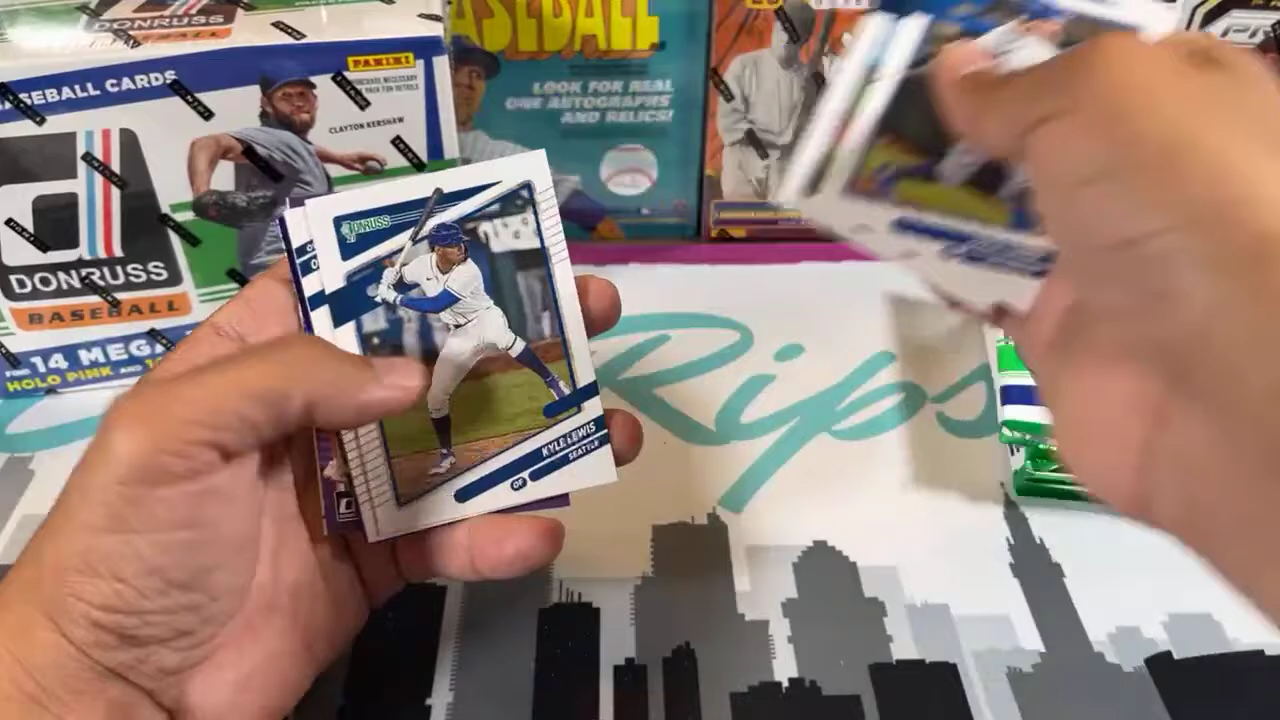 DONRUSS
BASEBALL
BASEBALL CARDS
PANINI
CLAYTON KERSHAW
DONRUSS
BASEBALL
14 MEGA
HOLO PINK AND
BASEBALL
LOOK FOR REAL
ONE AUTOGRAPHS
AND RELICS!
DONRUSS
KYLE LEWIS
SEATTLE
OF
Rips